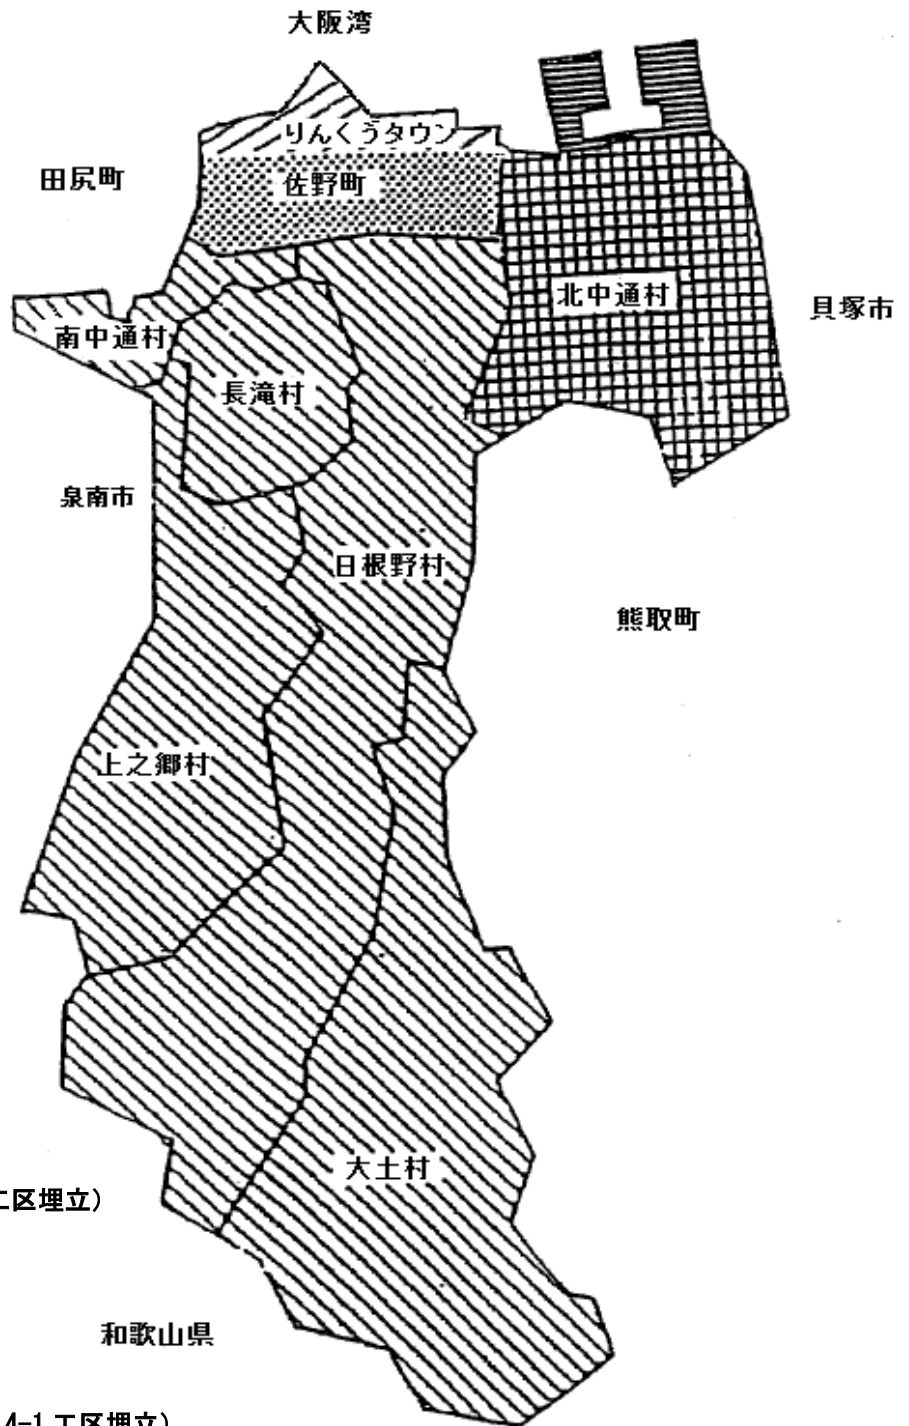 大阪湾
りんくうタウン
田尻町
佐野町
北中通村
貝塚市
南中通村
長滝村
泉南市
日根野村
熊取町
上之郷村
大土村
工区埋立）
和歌山県
4-1 工区埋立）